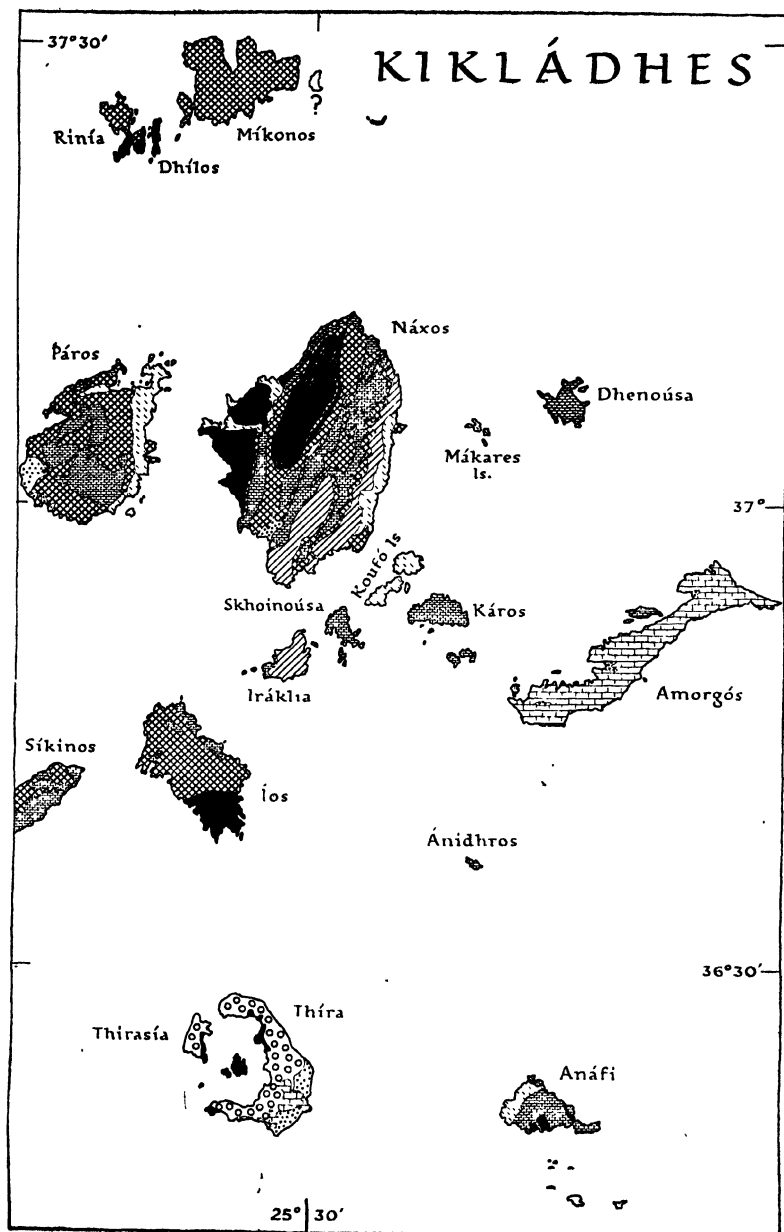 37°30'
KIKLÁDHES
?
Rinía
Míkonos
Dhílos
Náxos
Páros
Dhenoúsa
Mákares
Is.
37°
Koufó Is
Skhoinoúsa
Káros
Iráklia
Amorgós
Síkinos
Íos
Ánidhros
36°30'
Thíra
Thirasía
Anáfi
25°30'